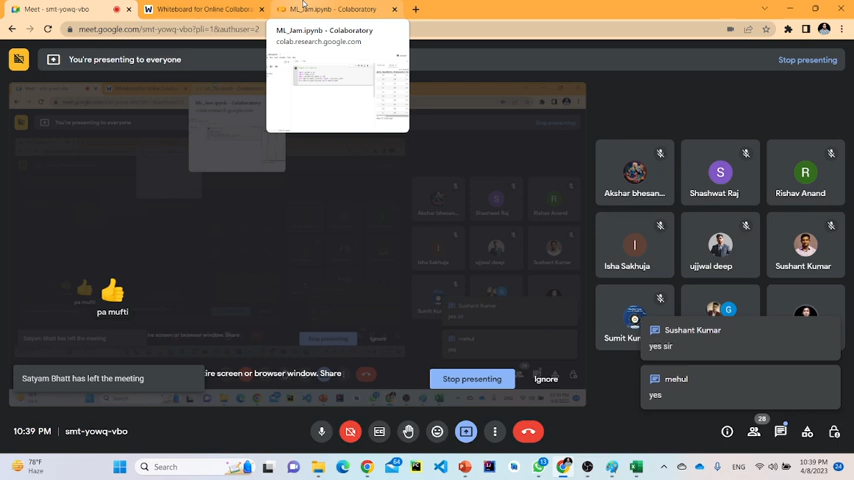 Meet - smt-yowq-vbo
Whiteboard for Online Collabora
ML_Jam.ipynb - Colaboratory
meet.google.com/smt-yowq-vbo?pli=1&authuser=2
ML_Jam.ipynb - Colaboratory
colab.research.google.com
You're presenting to everyone
Stop presenting
Akshar bhesan...
Shashwat Raj
Rishav Anand
Isha Sakhuja
ujjwal deep
Sushant Kumar
G
Sumit Kur
pa mufti
Sushant Kumar
yes sir
mehul
yes
Satyam Bhatt has left the meeting
ire screen or browser window. Share
Stop presenting
Ignore
10:39 PM | smt-yowq-vbo
28
78°F
Haze
Search
ENG
10:39 PM
4/8/2023